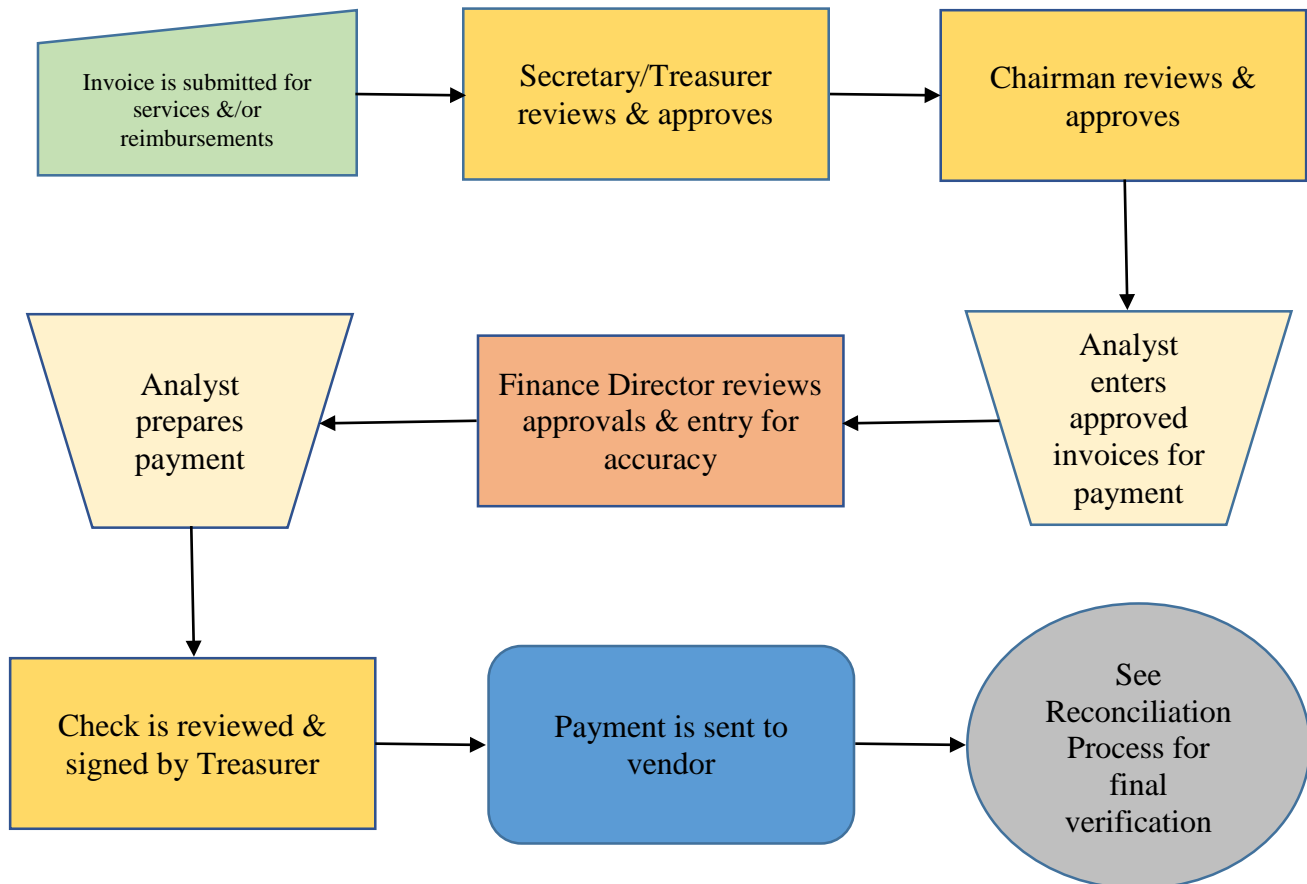 Invoice is submitted for
services &/or
reimbursements
Secretary/Treasurer
reviews & approves
Chairman reviews &
approves
Analyst
enters
approved
invoices for
payment
Finance Director reviews
approvals & entry for
accuracy
Analyst
prepares
payment
Check is reviewed &
signed by Treasurer
Payment is sent to
vendor
See
Reconciliation
Process for
final
verification